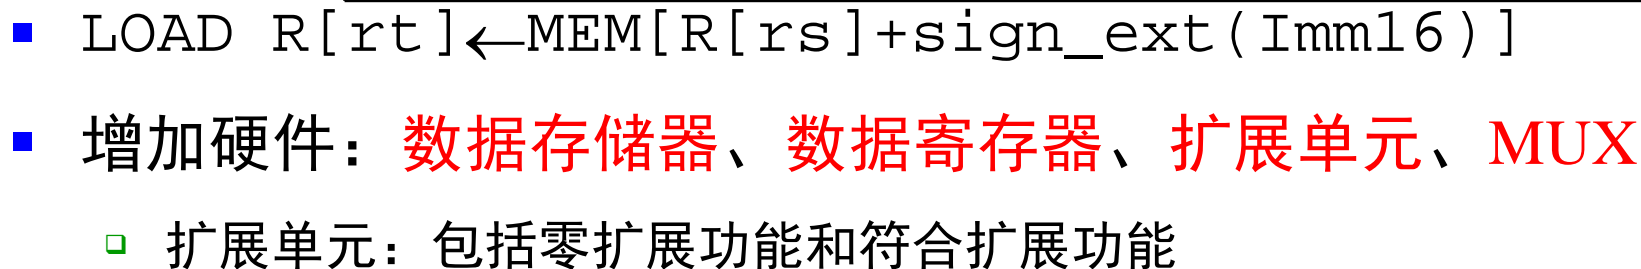 LOAD R[rt]←MEM[R[rs]+sign_ext(Imm16)]
增加硬件：数据存储器、数据寄存器、扩展单元、MUX
扩展单元：包括零扩展功能和符合扩展功能